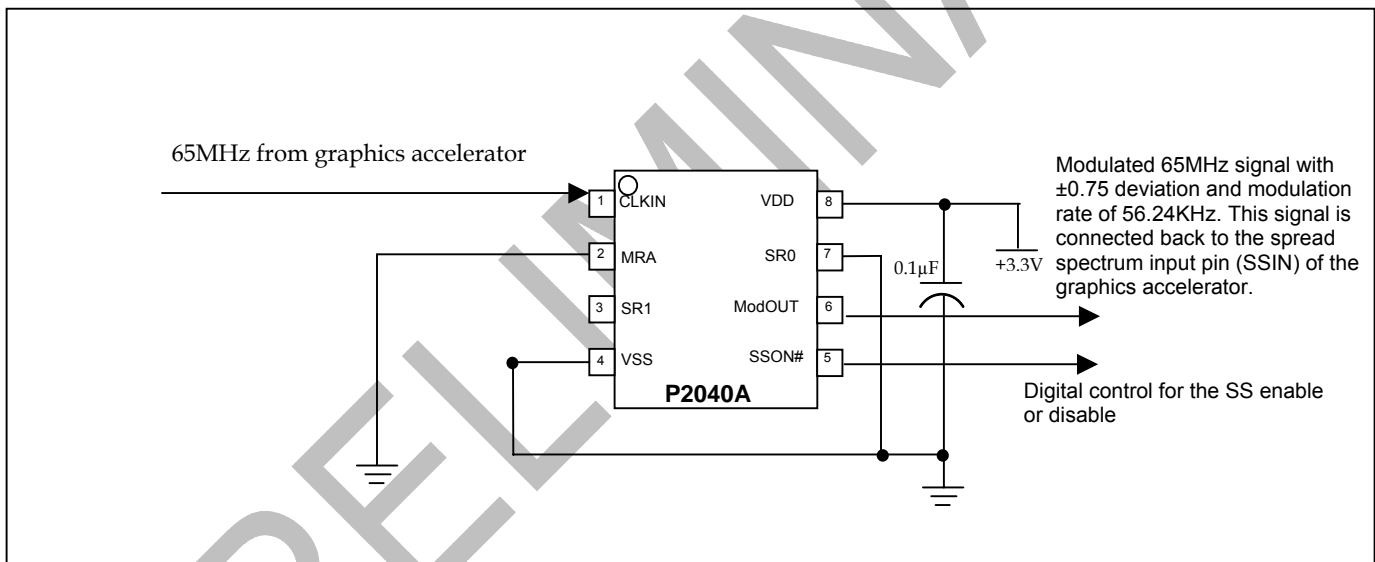 65MHz from graphics accelerator
1 CLKIN VDD 8
2 MRA SR0 7
3 SR1 ModOUT 6
4 VSS SSON# 5
P2040A
0.1µF
+3.3V
Modulated 65MHz signal with
±0.75 deviation and modulation
rate of 56.24KHz. This signal is
connected back to the spread
spectrum input pin (SSIN) of the
graphics accelerator.
Digital control for the SS enable
or disable